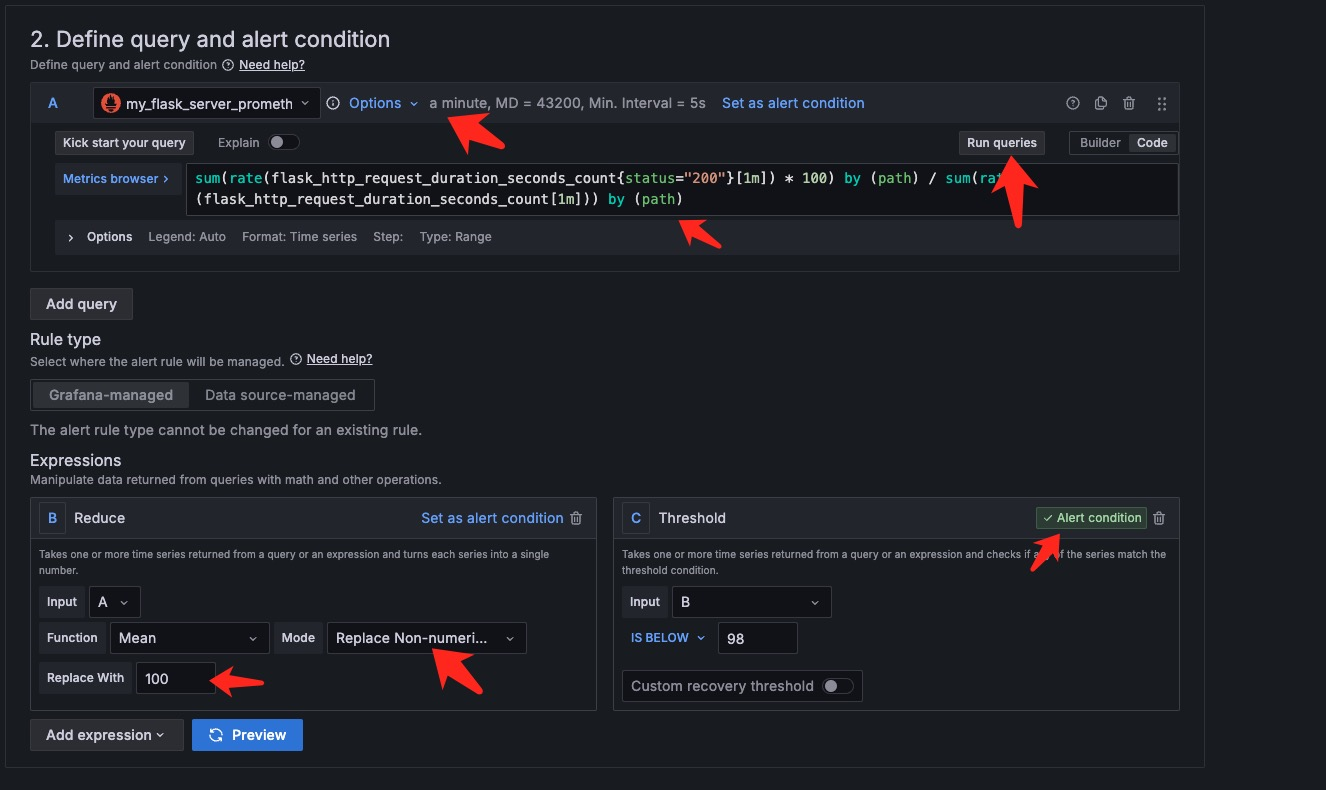 2. Define query and alert condition
Define query and alert condition Need help?
A my_flask_server_prometh Options a minute, MD = 43200, Min. Interval = 5s Set as alert condition
Kick start your query Explain Run queries Builder Code
Metrics browser > sum(rate(flask_http_request_duration_seconds_count{status="200"}[1m]) * 100) by (path) / sum(rat
(flask_http_request_duration_seconds_count[1m])) by (path)
> Options Legend: Auto Format: Time series Step: Type: Range
Add query
Rule type
Select where the alert rule will be managed. Need help?
Grafana-managed Data source-managed
The alert rule type cannot be changed for an existing rule.
Expressions
Manipulate data returned from queries with math and other operations.
B Reduce Set as alert condition
Takes one or more time series returned from a query or an expression and turns each series into a single
number.
Input A
Function Mean Mode Replace Non-numeri...
Replace With 100
C Threshold Alert condition
Takes one or more time series returned from a query or an expression and checks if of the series match the
threshold condition.
Input B
IS BELOW 98
Custom recovery threshold
Add expression Preview